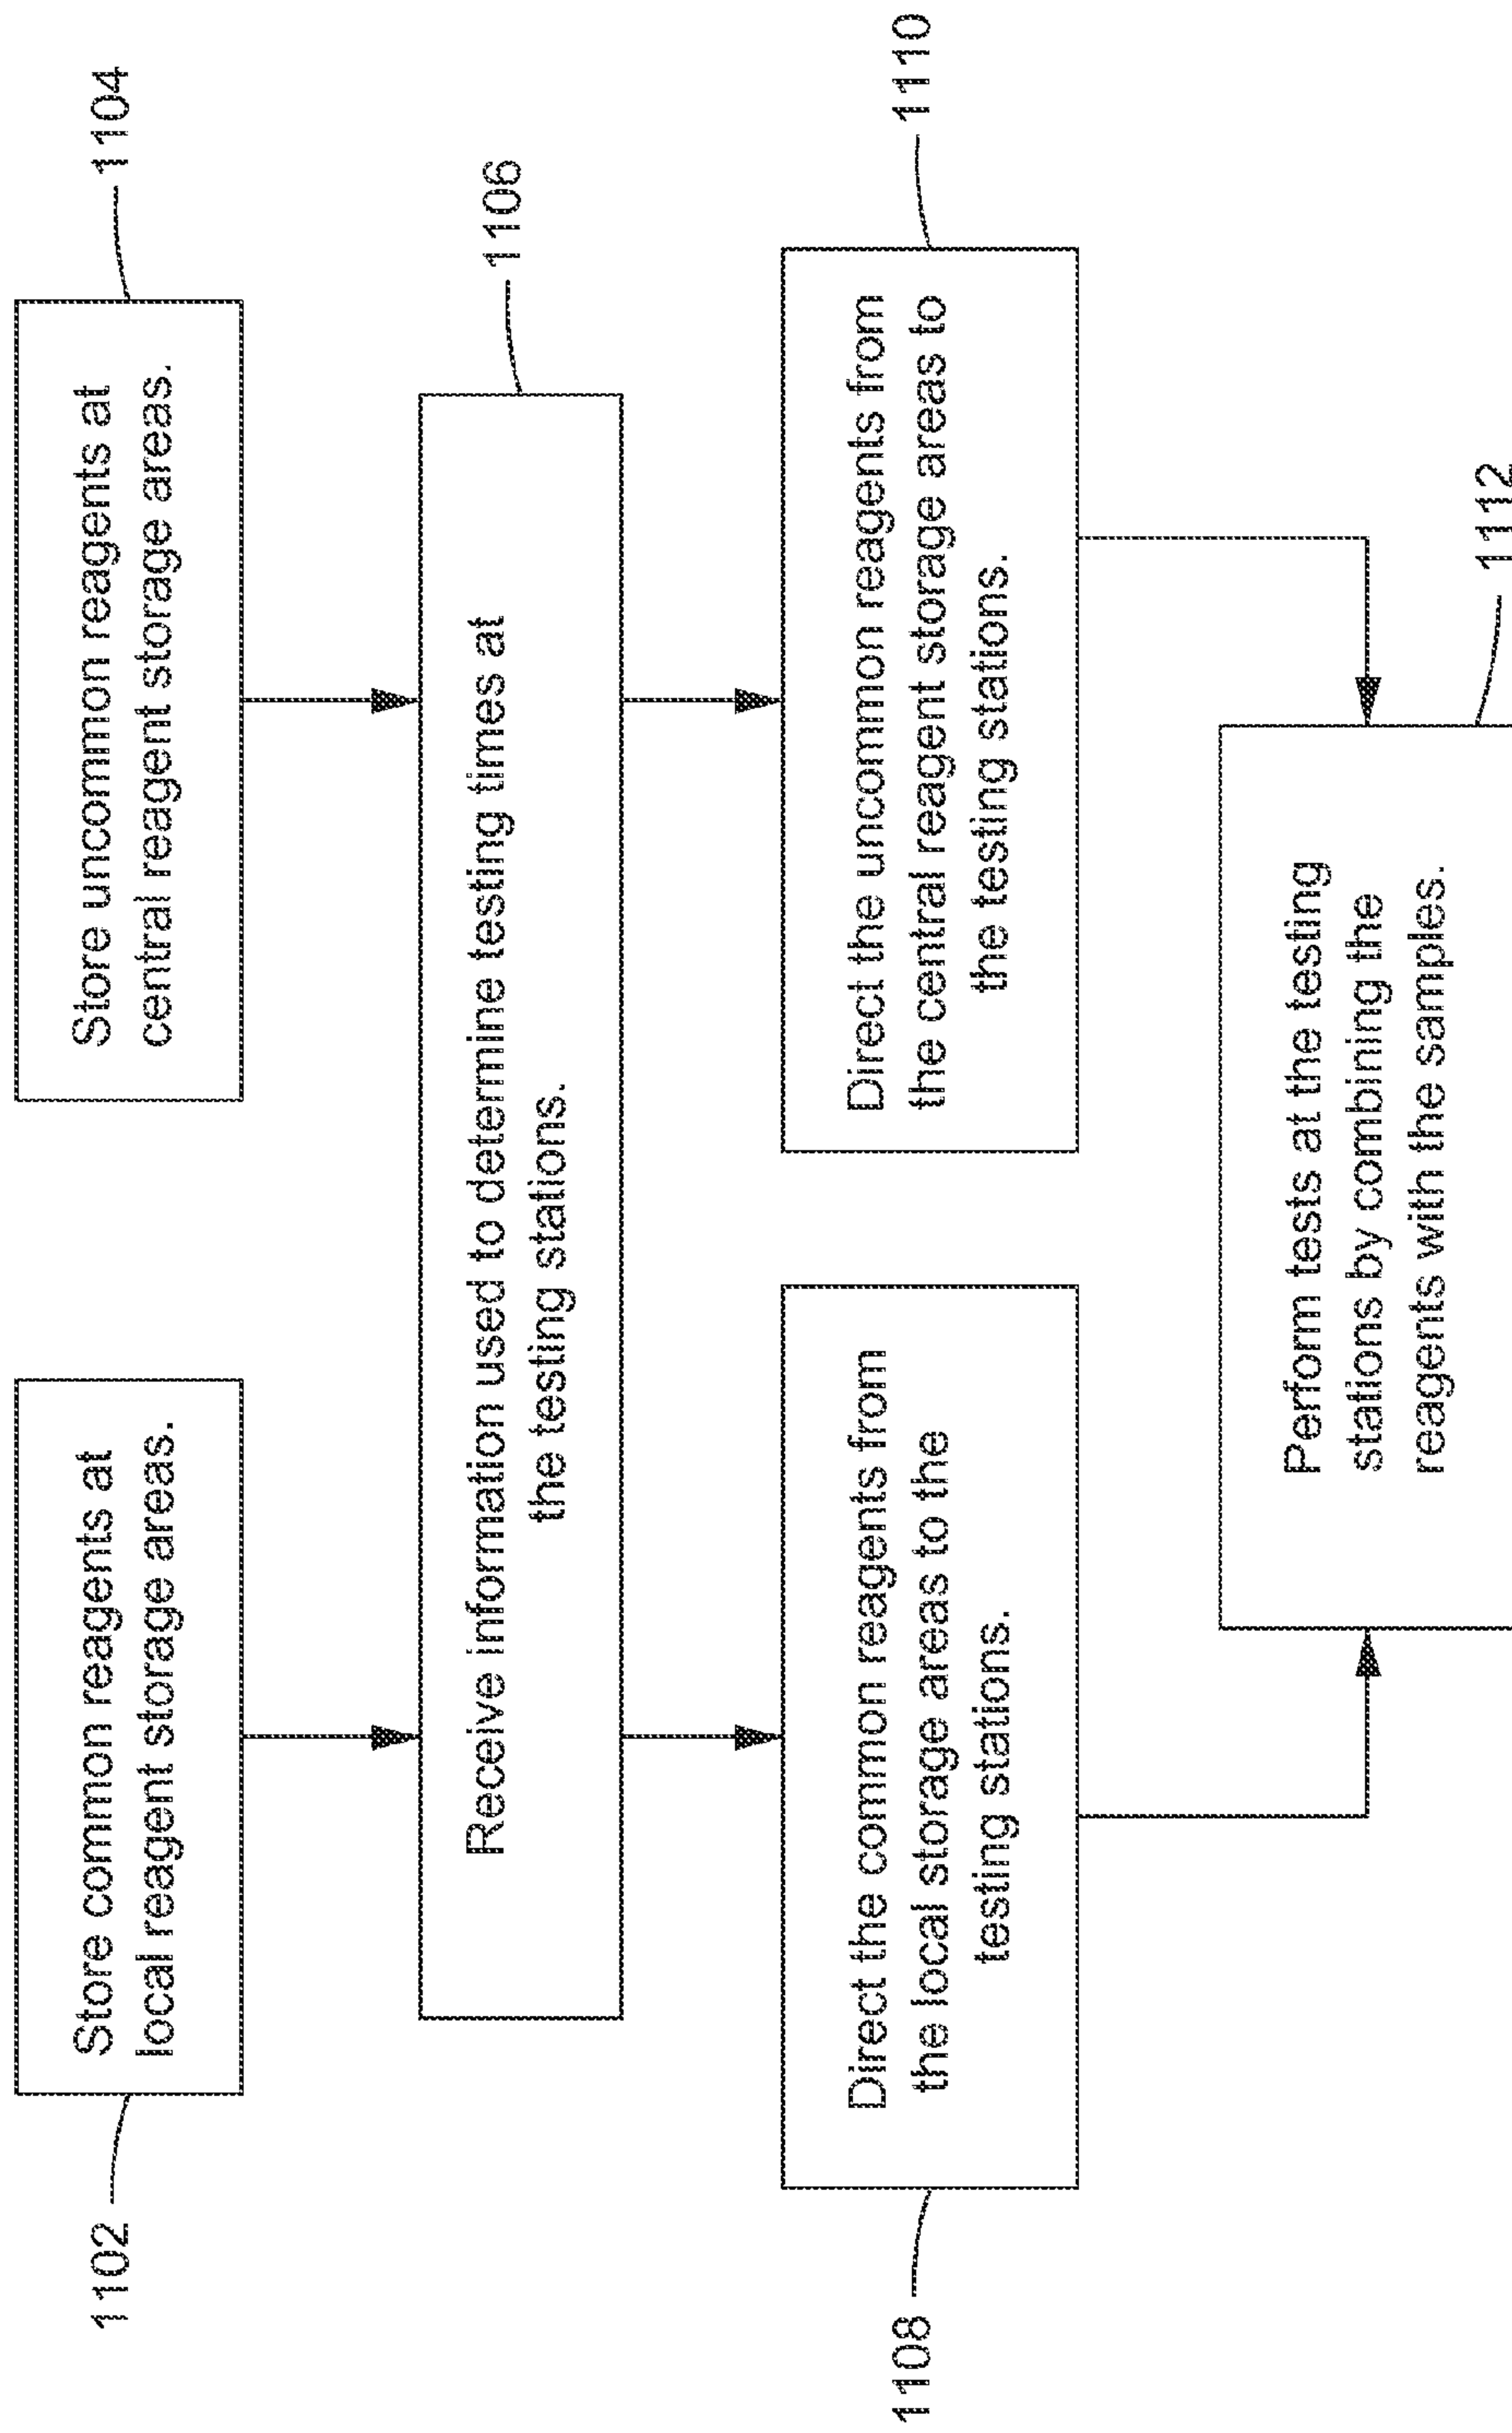 1102
Store common reagents at
local reagent storage areas.
Store uncommon reagents at
central reagent storage areas.
1104
Receive information used to determine testing times at
the testing stations.
1106
1108
Direct the common reagents from
the local storage areas to the
testing stations.
Direct the uncommon reagents from
the central reagent storage areas to
the testing stations.
1110
Perform tests at the testing
stations by combining the
reagents with the samples.
1112